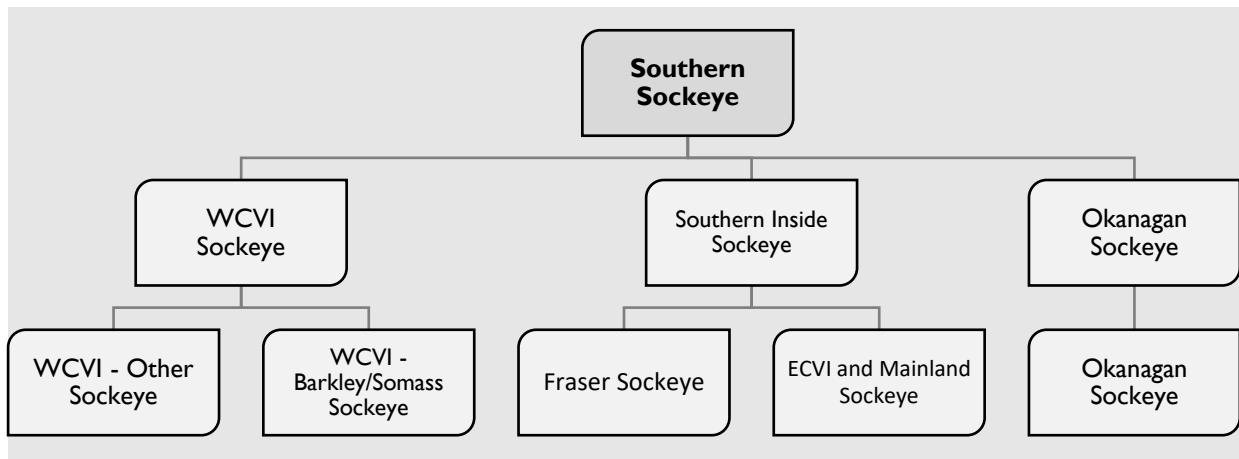 Southern
Sockeye
WCVI
Sockeye
Southern Inside
Sockeye
Okanagan
Sockeye
WCVI - Other
Sockeye
WCVI -
Barkley/Somass
Sockeye
Fraser Sockeye
ECVI and Mainland
Sockeye
Okanagan
Sockeye